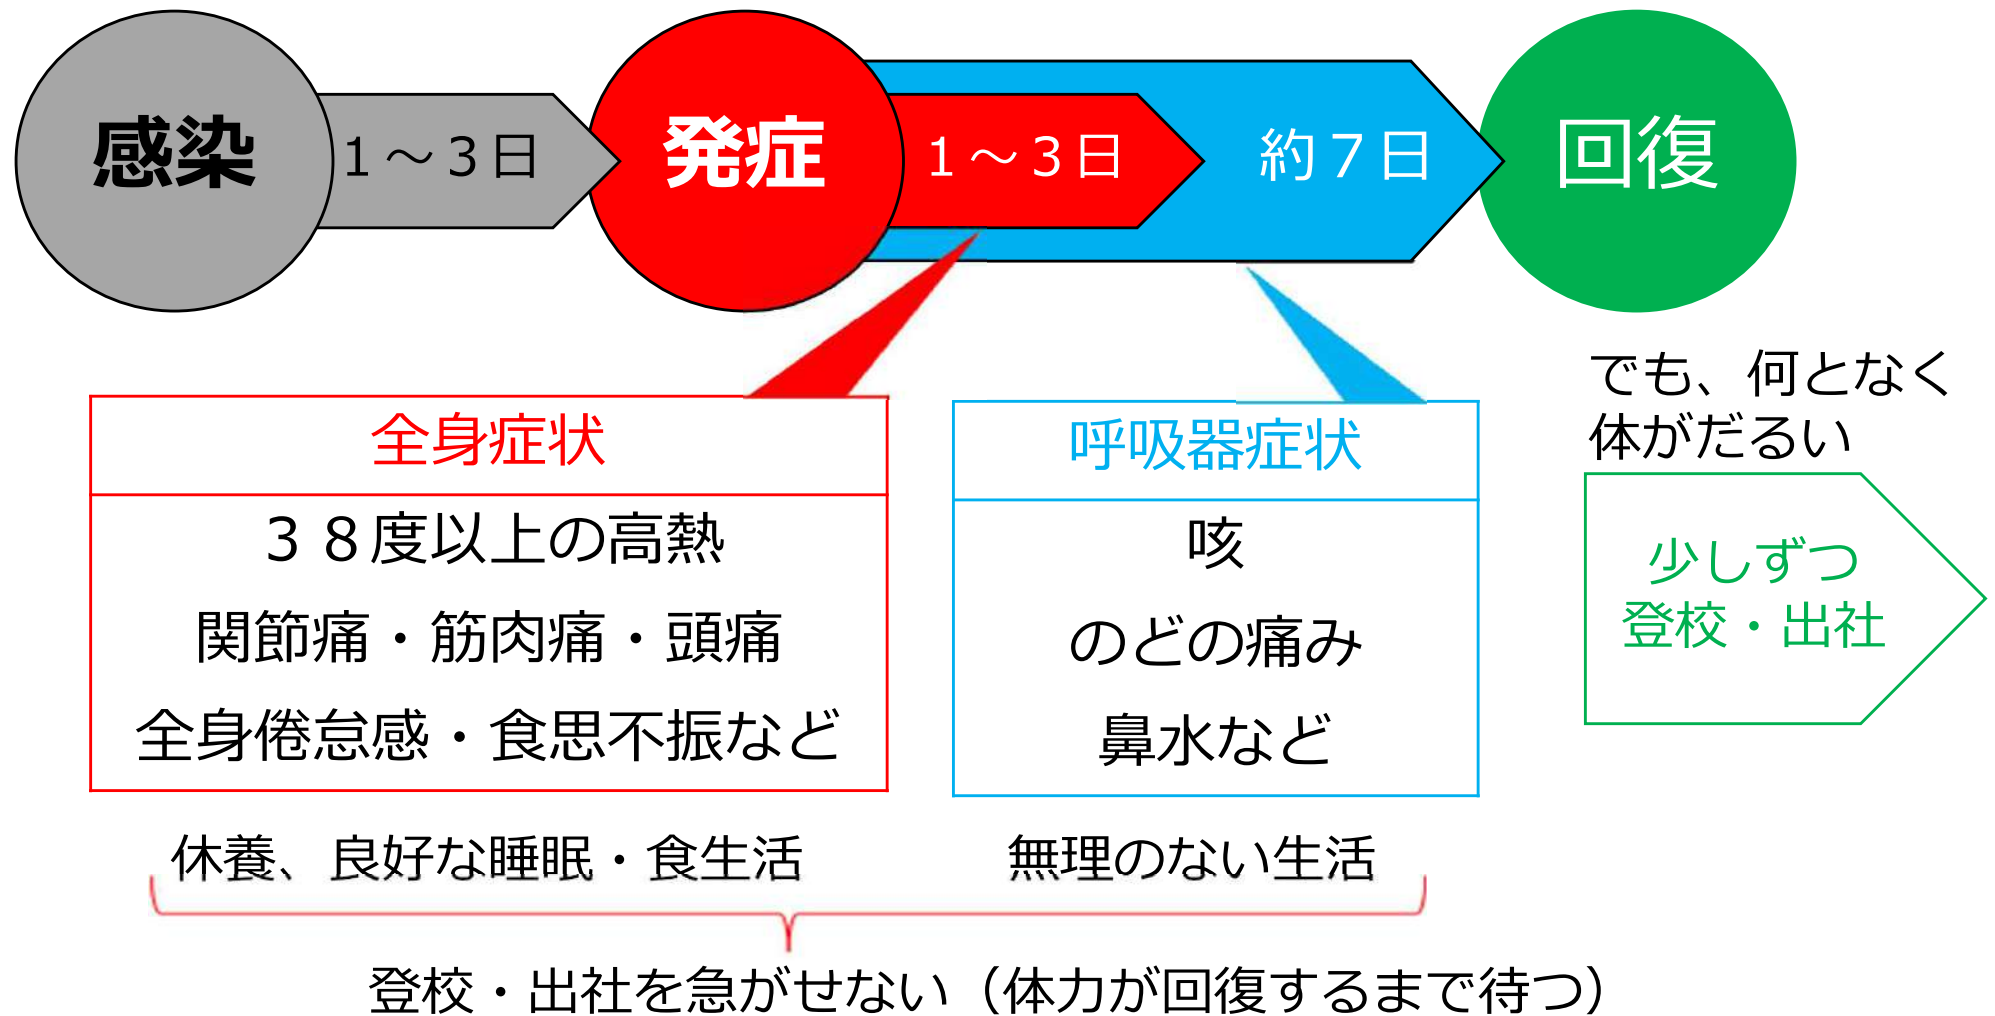 感染
1～3日
発症
1～3日
約7日
回復
全身症状
３８度以上の高熱
関節痛・筋肉痛・頭痛
全身倦怠感・食思不振など
呼吸器症状
咳
のどの痛み
鼻水など
でも、何となく
体がだるい
少しずつ
登校・出社
休養、良好な睡眠・食生活
無理のない生活
登校・出社を急がせない（体力が回復するまで待つ）